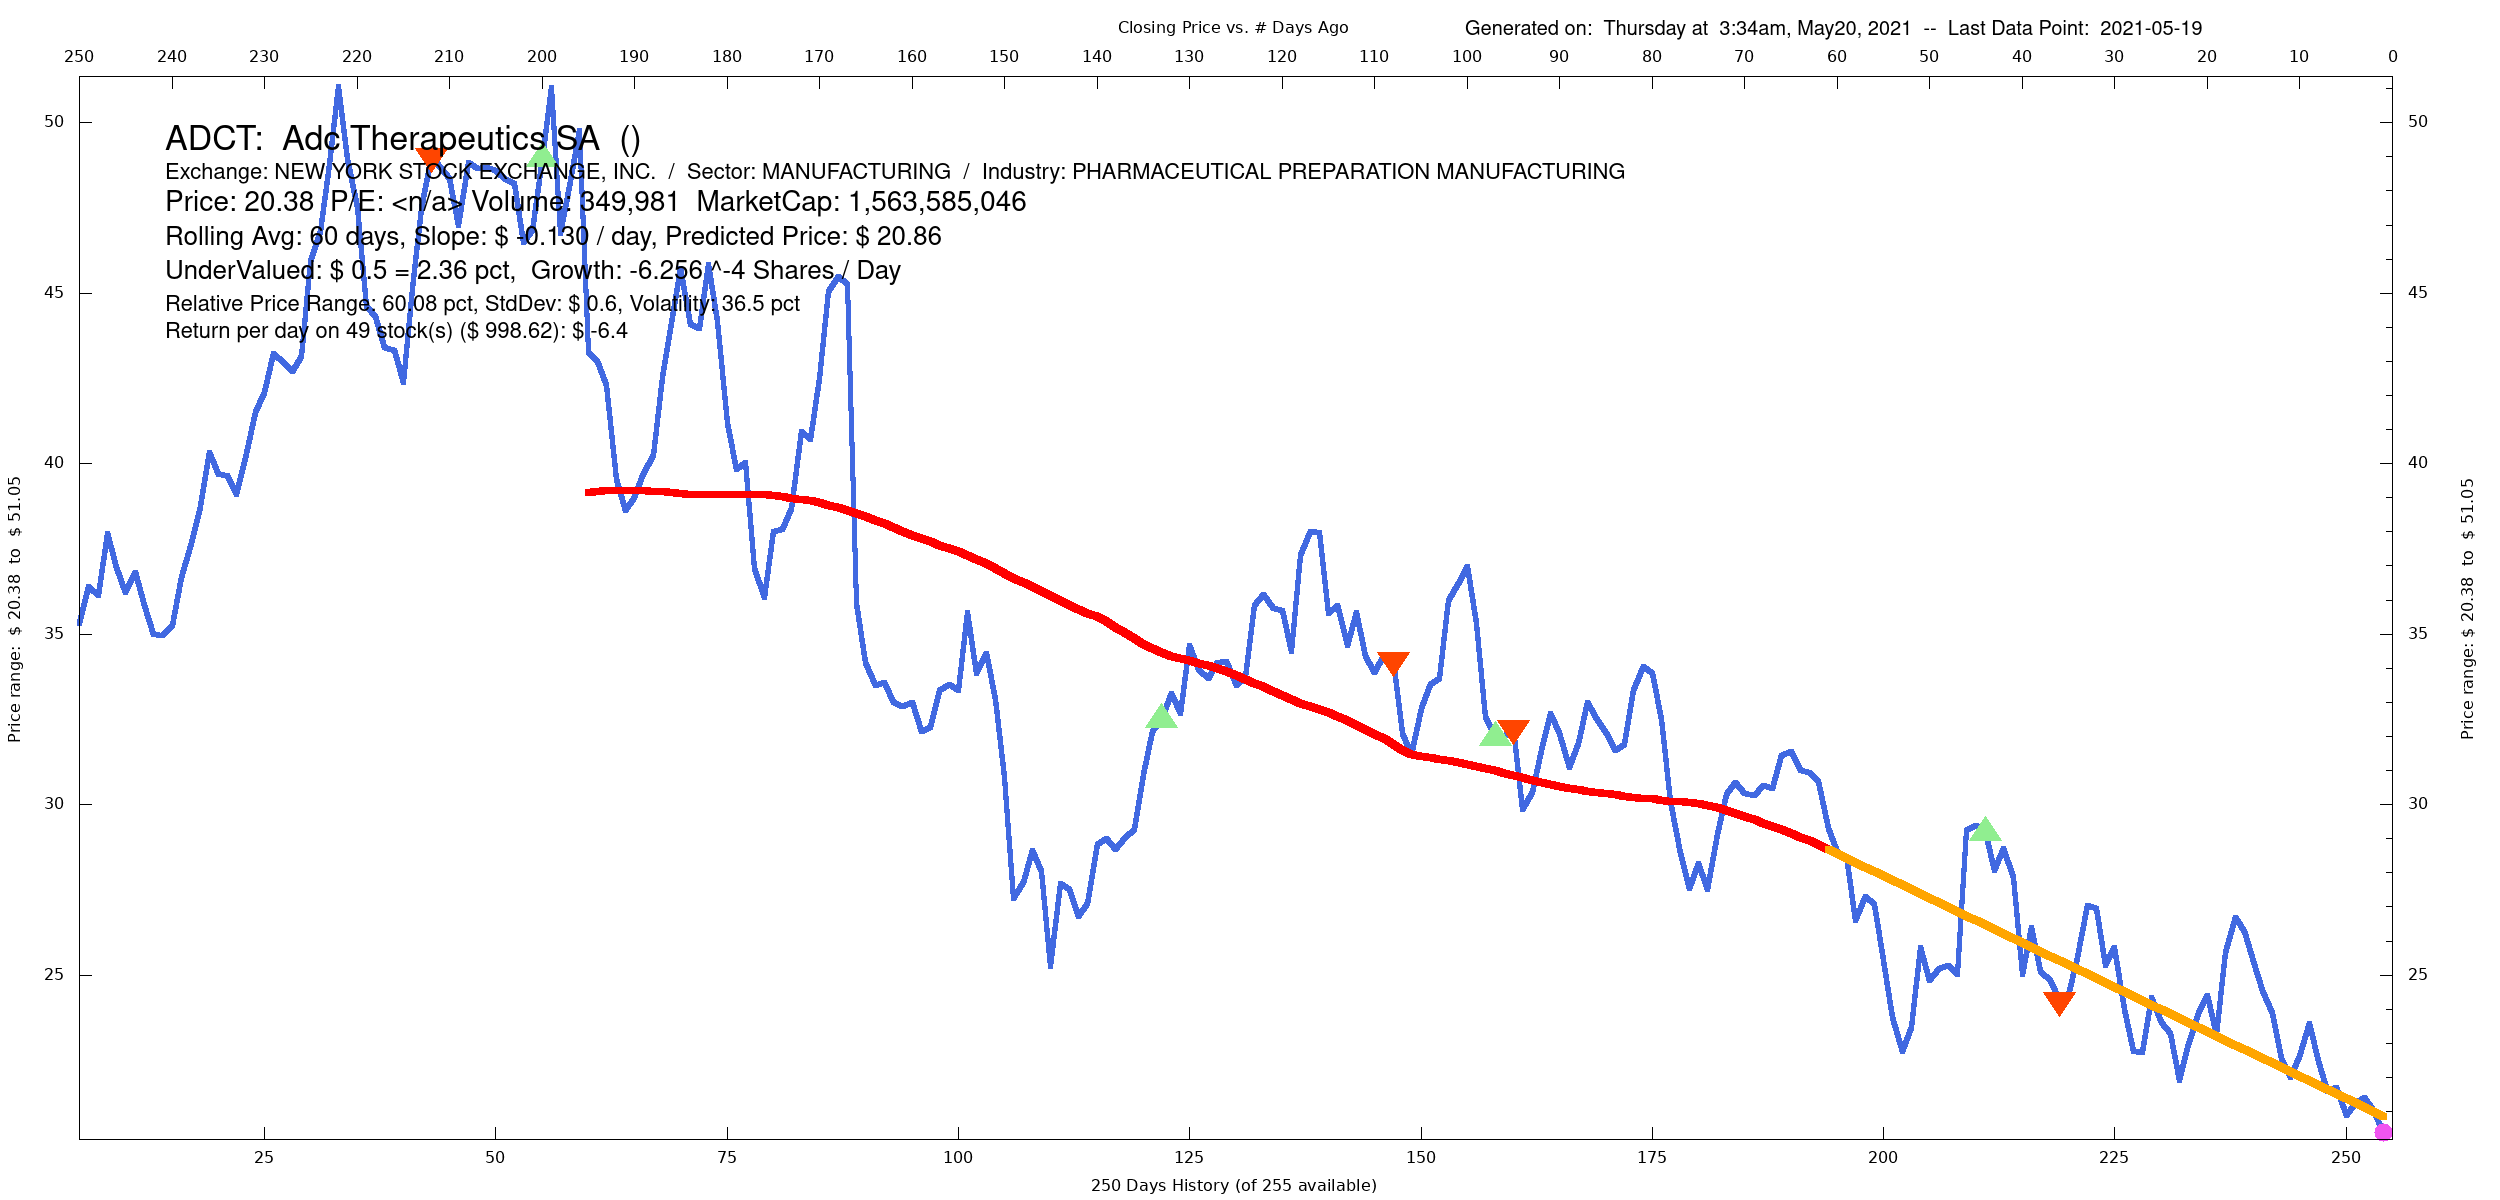 Closing Price vs. # Days Ago
Generated on:  Thursday at  3:34am, May20, 2021  --  Last Data Point:  2021-05-19
250 240 230 220 210 200 190 180 170 160 150 140 130 120 110 100 90 80 70 60 50 40 30 20 10 0
ADCT:  Adc Therapeutics SA  ()
Exchange: NEW YORK STOCK EXCHANGE, INC.  /  Sector: MANUFACTURING  /  Industry: PHARMACEUTICAL PREPARATION MANUFACTURING
Price: 20.38  P/E: <n/a> Volume: 349,981  MarketCap: 1,563,585,046
Rolling Avg: 60 days, Slope: $ -0.130 / day, Predicted Price: $ 20.86
UnderValued: $ 0.5 = 2.36 pct,  Growth: -6.256 ^-4 Shares / Day
Relative Price Range: 60.08 pct, StdDev: $ 0.6, Volatility: 36.5 pct
Return per day on 49 stock(s) ($ 998.62): $ -6.4
50 50
45 45
40 40
35 35
30 30
25 25
Price range: $ 20.38  to  $ 51.05
Price range: $ 20.38  to  $ 51.05
25 50 75 100 125 150 175 200 225 250
250 Days History (of 255 available)